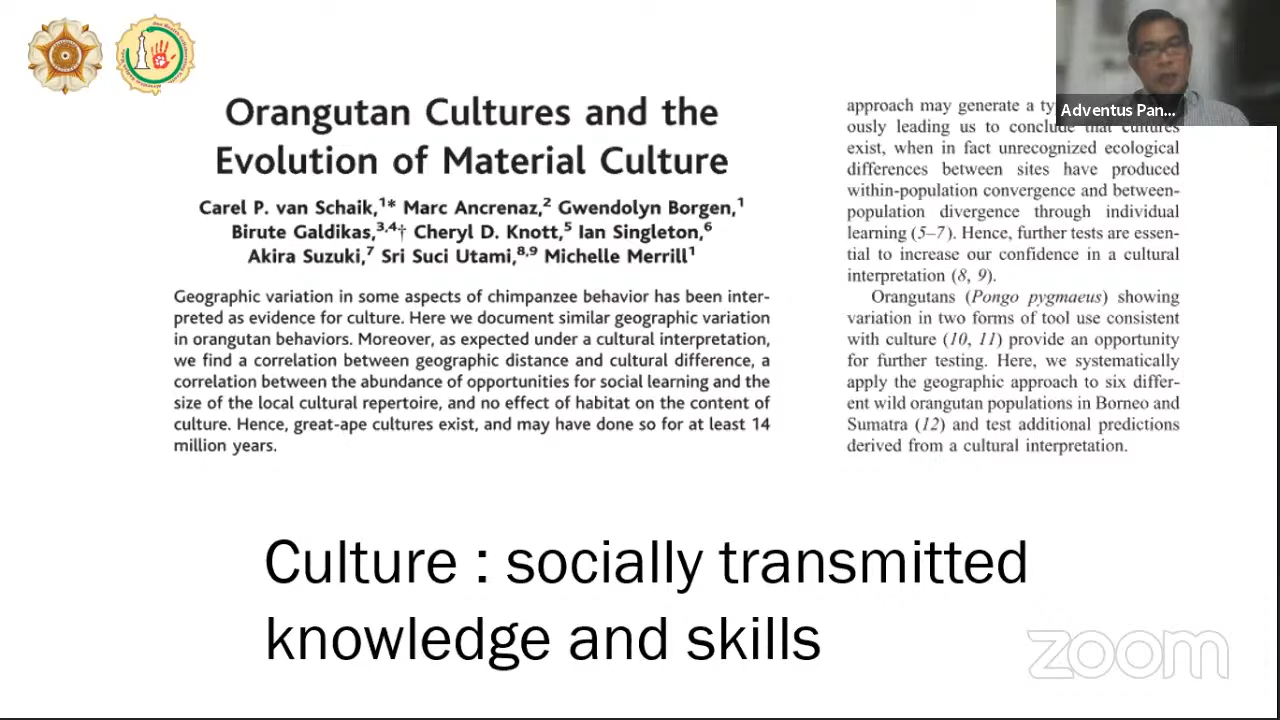 Orangutan Cultures and the
Evolution of Material Culture
Carel P. van Schaik,¹* Marc Ancrenaz,² Gwendolyn Borgen,¹
Birute Galdikas,³,⁴† Cheryl D. Knott,⁵ Ian Singleton,⁶
Akira Suzuki,⁷ Sri Suci Utami,⁸,⁹ Michelle Merrill¹
Geographic variation in some aspects of chimpanzee behavior has been inter-
preted as evidence for culture. Here we document similar geographic variation
in orangutan behaviors. Moreover, as expected under a cultural interpretation,
we find a correlation between geographic distance and cultural difference, a
correlation between the abundance of opportunities for social learning and the
size of the local cultural repertoire, and no effect of habitat on the content of
culture. Hence, great-ape cultures exist, and may have done so for at least 14
million years.
approach may generate a ty
ously leading us to conclude that cultures
exist, when in fact unrecognized ecological
differences between sites have produced
within-population convergence and between-
population divergence through individual
learning (5–7). Hence, further tests are essen-
tial to increase our confidence in a cultural
interpretation (8, 9).
Orangutans (Pongo pygmaeus) showing
variation in two forms of tool use consistent
with culture (10, 11) provide an opportunity
for further testing. Here, we systematically
apply the geographic approach to six differ-
ent wild orangutan populations in Borneo and
Sumatra (12) and test additional predictions
derived from a cultural interpretation.
Adventus Pan...
Culture : socially transmitted
knowledge and skills
zoom